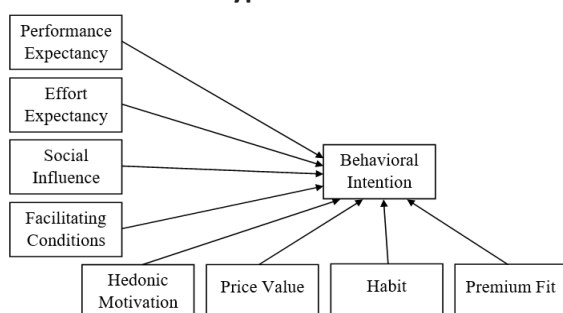 Performance
Expectancy
Effort
Expectancy
Social
Influence
Facilitating
Conditions
Behavioral
Intention
Hedonic
Motivation
Price Value
Habit
Premium Fit